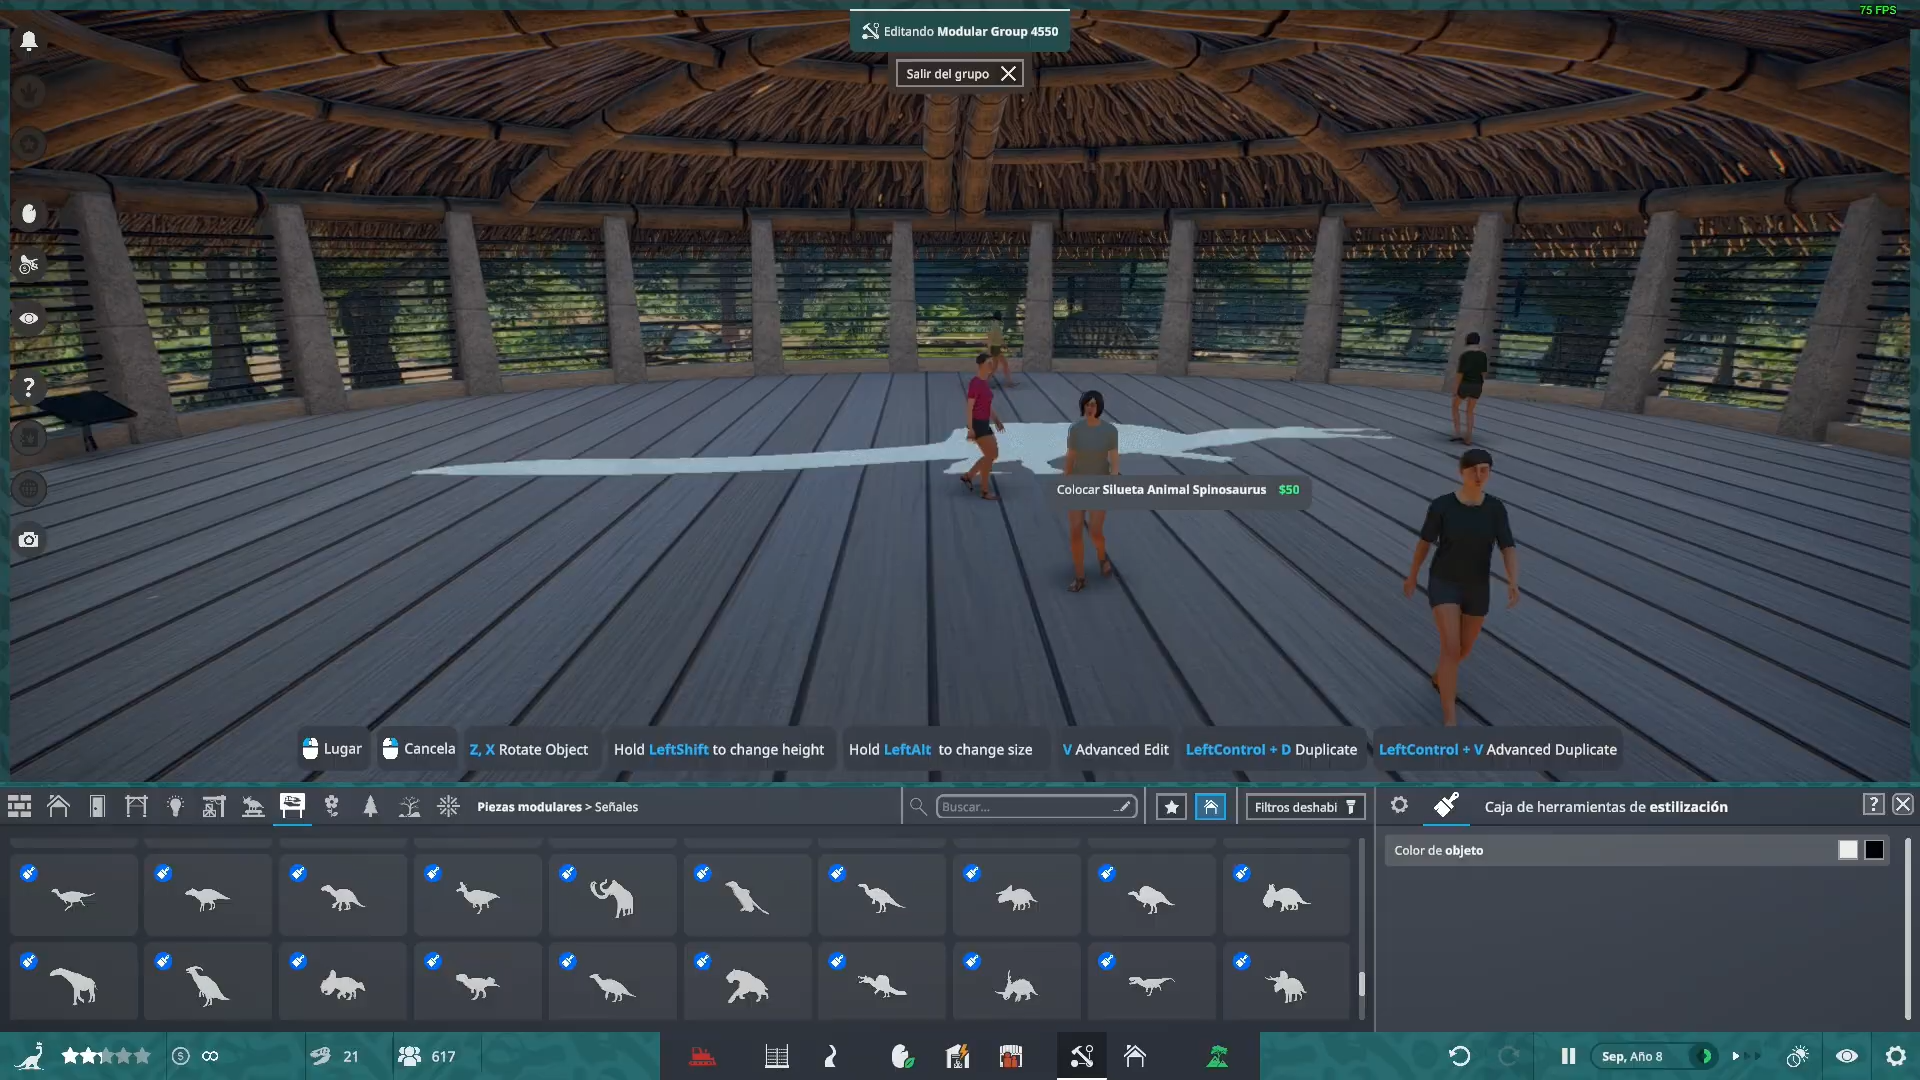 75 FPS
Editando Modular Group 4550
Salir del grupo
Colocar Silueta Animal Spinosaurus $50
Lugar
Cancela
Z, X Rotate Object
Hold LeftShift to change height
Hold LeftAlt to change size
V Advanced Edit
LeftControl + D Duplicate
LeftControl + V Advanced Duplicate
Piezas modulares > Señales
Buscar...
Filtros deshabi
Caja de herramientas de estilización
?
Color de objeto
21
617
Sep, Año 8